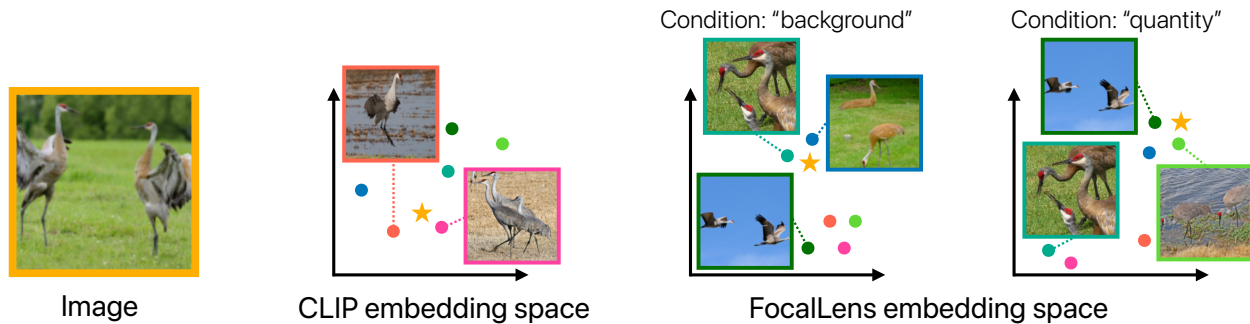 Condition: “background”
Condition: “quantity”
Image
CLIP embedding space
FocalLens embedding space